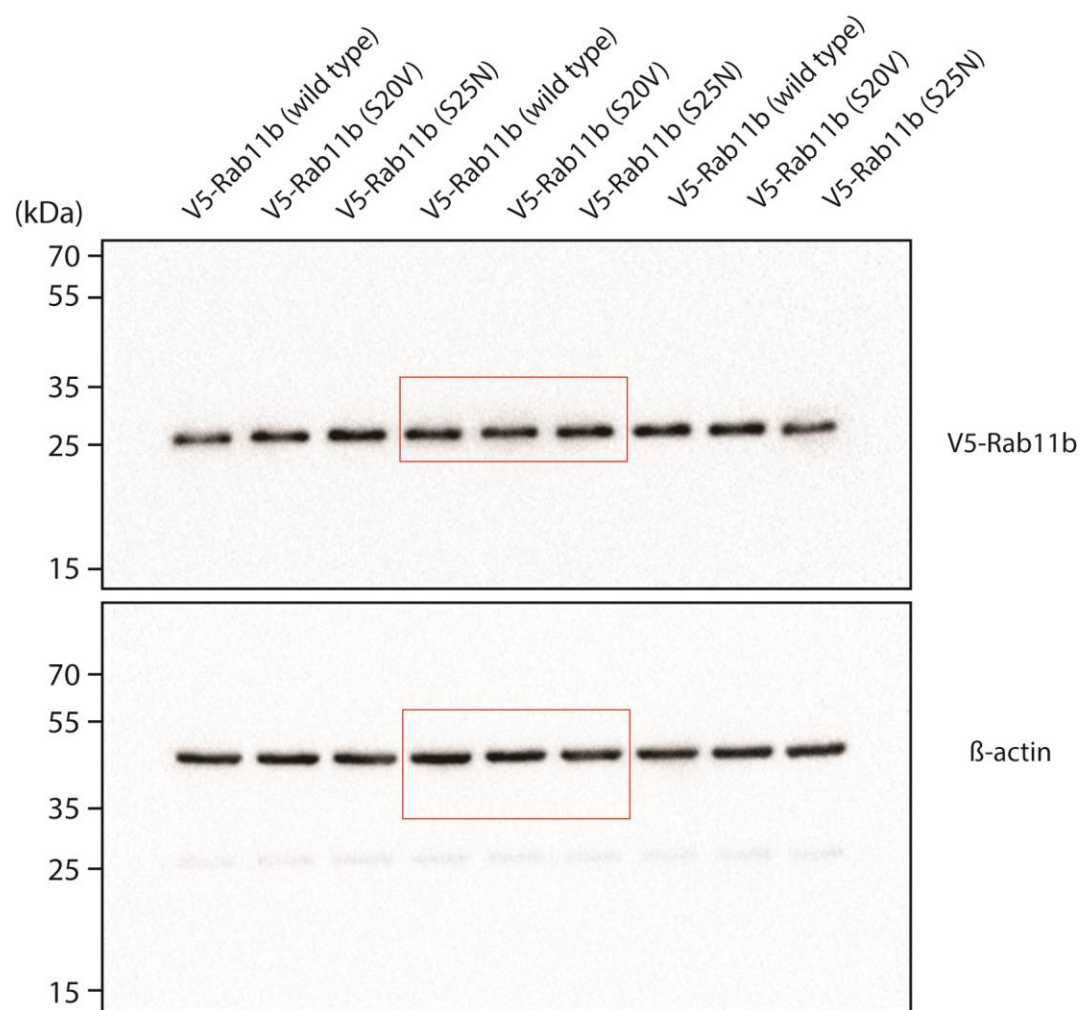 V5-Rab11b (wild type)
V5-Rab11b (S20V)
V5-Rab11b (S25N)
V5-Rab11b (wild type)
V5-Rab11b (S20V)
V5-Rab11b (S25N)
V5-Rab11b (wild type)
V5-Rab11b (S20V)
V5-Rab11b (S25N)
(kDa)
70
55
35
25
15
V5-Rab11b
70
55
35
25
15
ß-actin